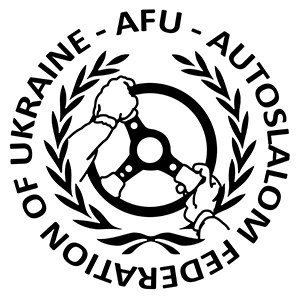 AUTOSLALOM FEDERATION OF UKRAINE - AFU -